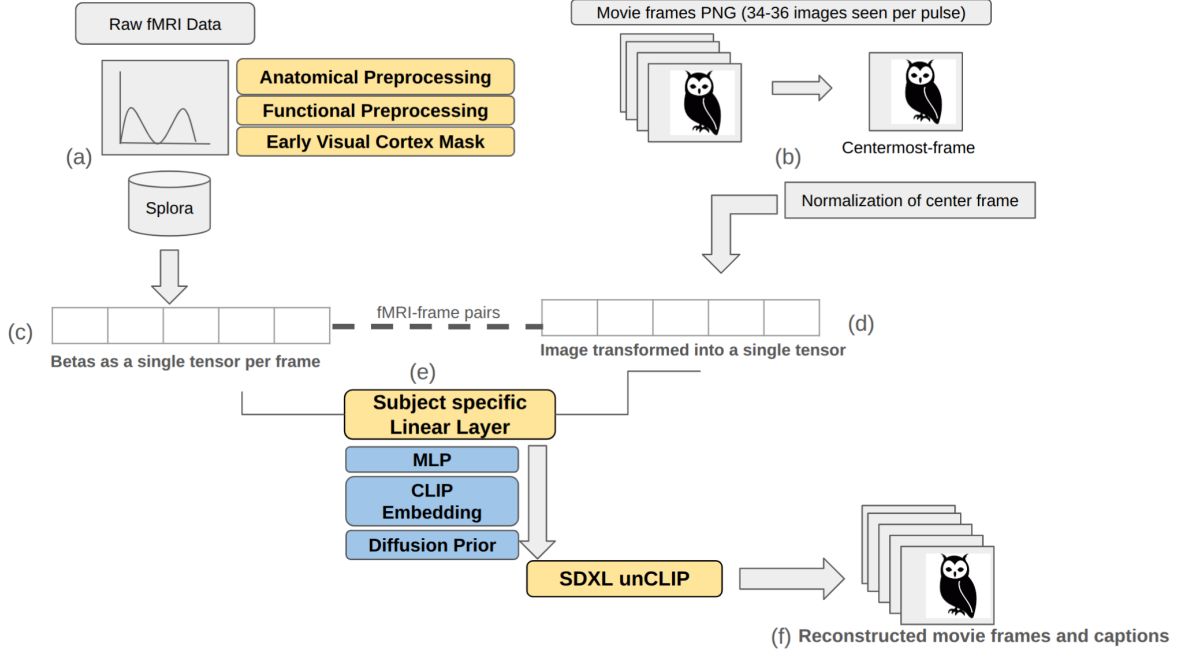 Raw fMRI Data
Movie frames PNG (34-36 images seen per pulse)
Anatomical Preprocessing
Functional Preprocessing
Early Visual Cortex Mask
(a)
Centermost-frame
(b)
Splora
Normalization of center frame
(c)
fMRI-frame pairs
(d)
Betas as a single tensor per frame
Image transformed into a single tensor
(e)
Subject specific
Linear Layer
MLP
CLIP
Embedding
Diffusion Prior
SDXL unCLIP
(f) Reconstructed movie frames and captions